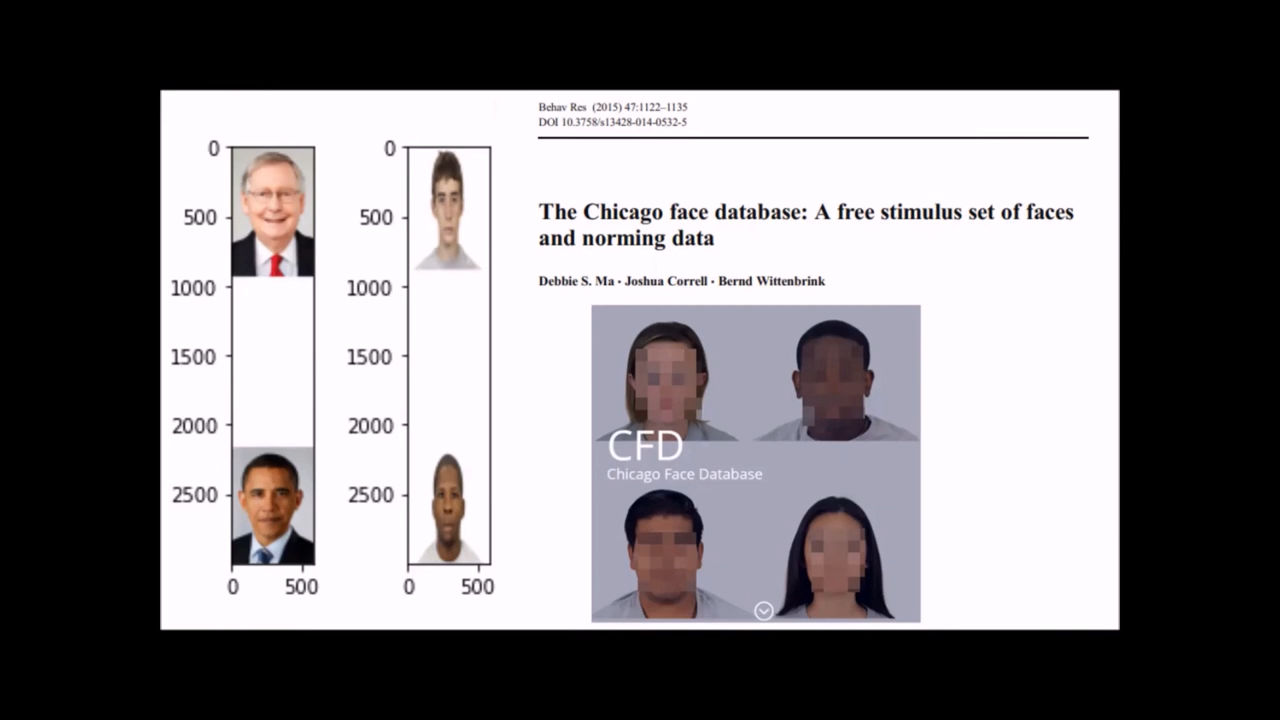 0
500
1000
1500
2000
2500
0 500
0
500
1000
1500
2000
2500
0 500
Behav Res (2015) 47:1122–1135
DOI 10.3758/s13428-014-0532-5
The Chicago face database: A free stimulus set of faces
and norming data
Debbie S. Ma · Joshua Correll · Bernd Wittenbrink
CFD
Chicago Face Database